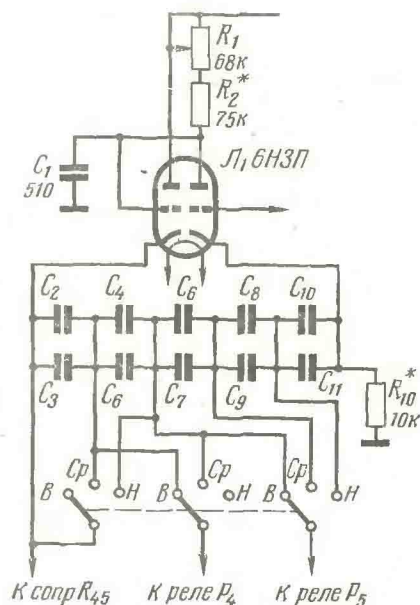 R₁
68к
R₂*
75к
Л₁ 6Н3П
C₁
510
C₂ C₄ C₆ C₈ C₁₀
C₃ C₆ C₇ C₉ C₁₁
R₁₀*
10к
Ср Ср Ср
В Н В Н В Н
К сопр R₄₅ К реле Р₄ К реле Р₅